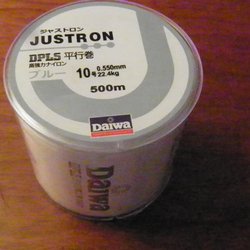 ジャストロン
JUSTRON
DPLS 平行巻
高強力ナイロン
ブルー
10号 0.550mm 22.4kg
500m
Daiwa
Daiwa